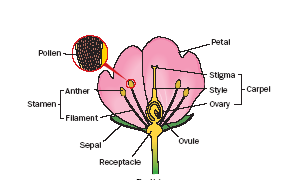 Petal
Pollen
Stigma
Anther
Style
Carpel
Stamen
Ovary
Filament
Ovule
Sepal
Receptacle